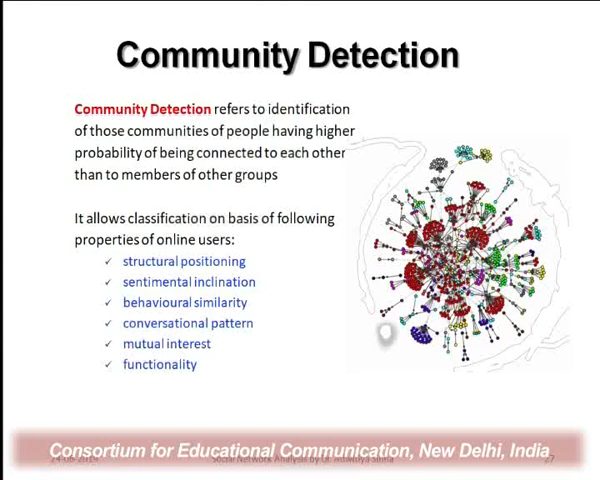 Community Detection
Community Detection refers to identification
of those communities of people having higher
probability of being connected to each other
than to members of other groups
It allows classification on basis of following
properties of online users:
✓ structural positioning
✓ sentimental inclination
✓ behavioural similarity
✓ conversational pattern
✓ mutual interest
✓ functionality
Consortium for Educational Communication, New Delhi, India
Social Network Analysis by Dr. 27